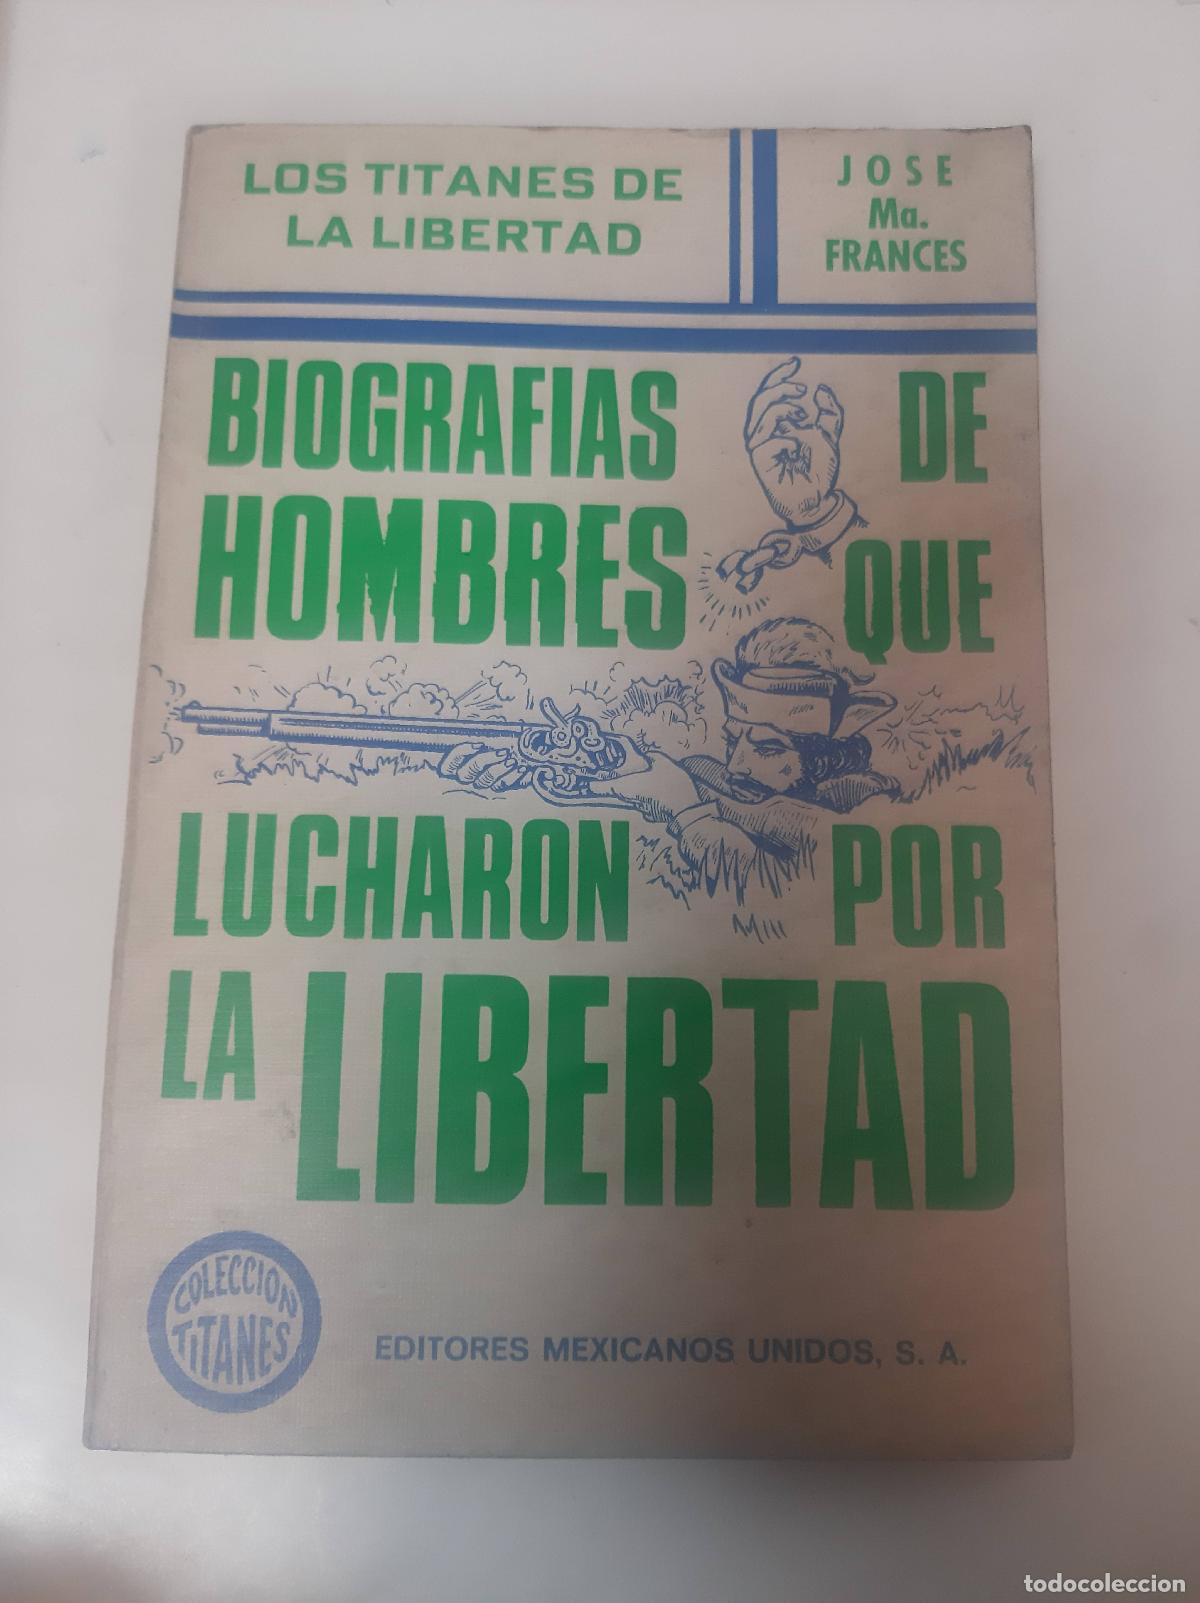 LOS TITANES DE
LA LIBERTAD
JOSE
Ma.
FRANCES
BIOGRAFIAS DE
HOMBRES QUE
LUCHARON POR
LA LIBERTAD
COLECCION
TITANES
EDITORES MEXICANOS UNIDOS, S. A.
todocoleccion